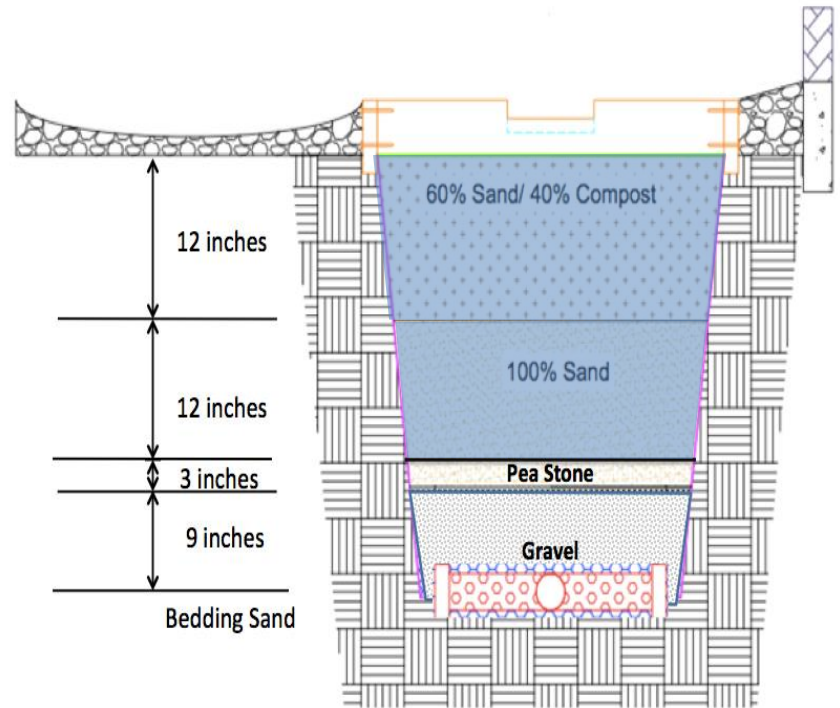 60% Sand/ 40% Compost
12 inches
100% Sand
12 inches
Pea Stone
3 inches
9 inches
Gravel
Bedding Sand